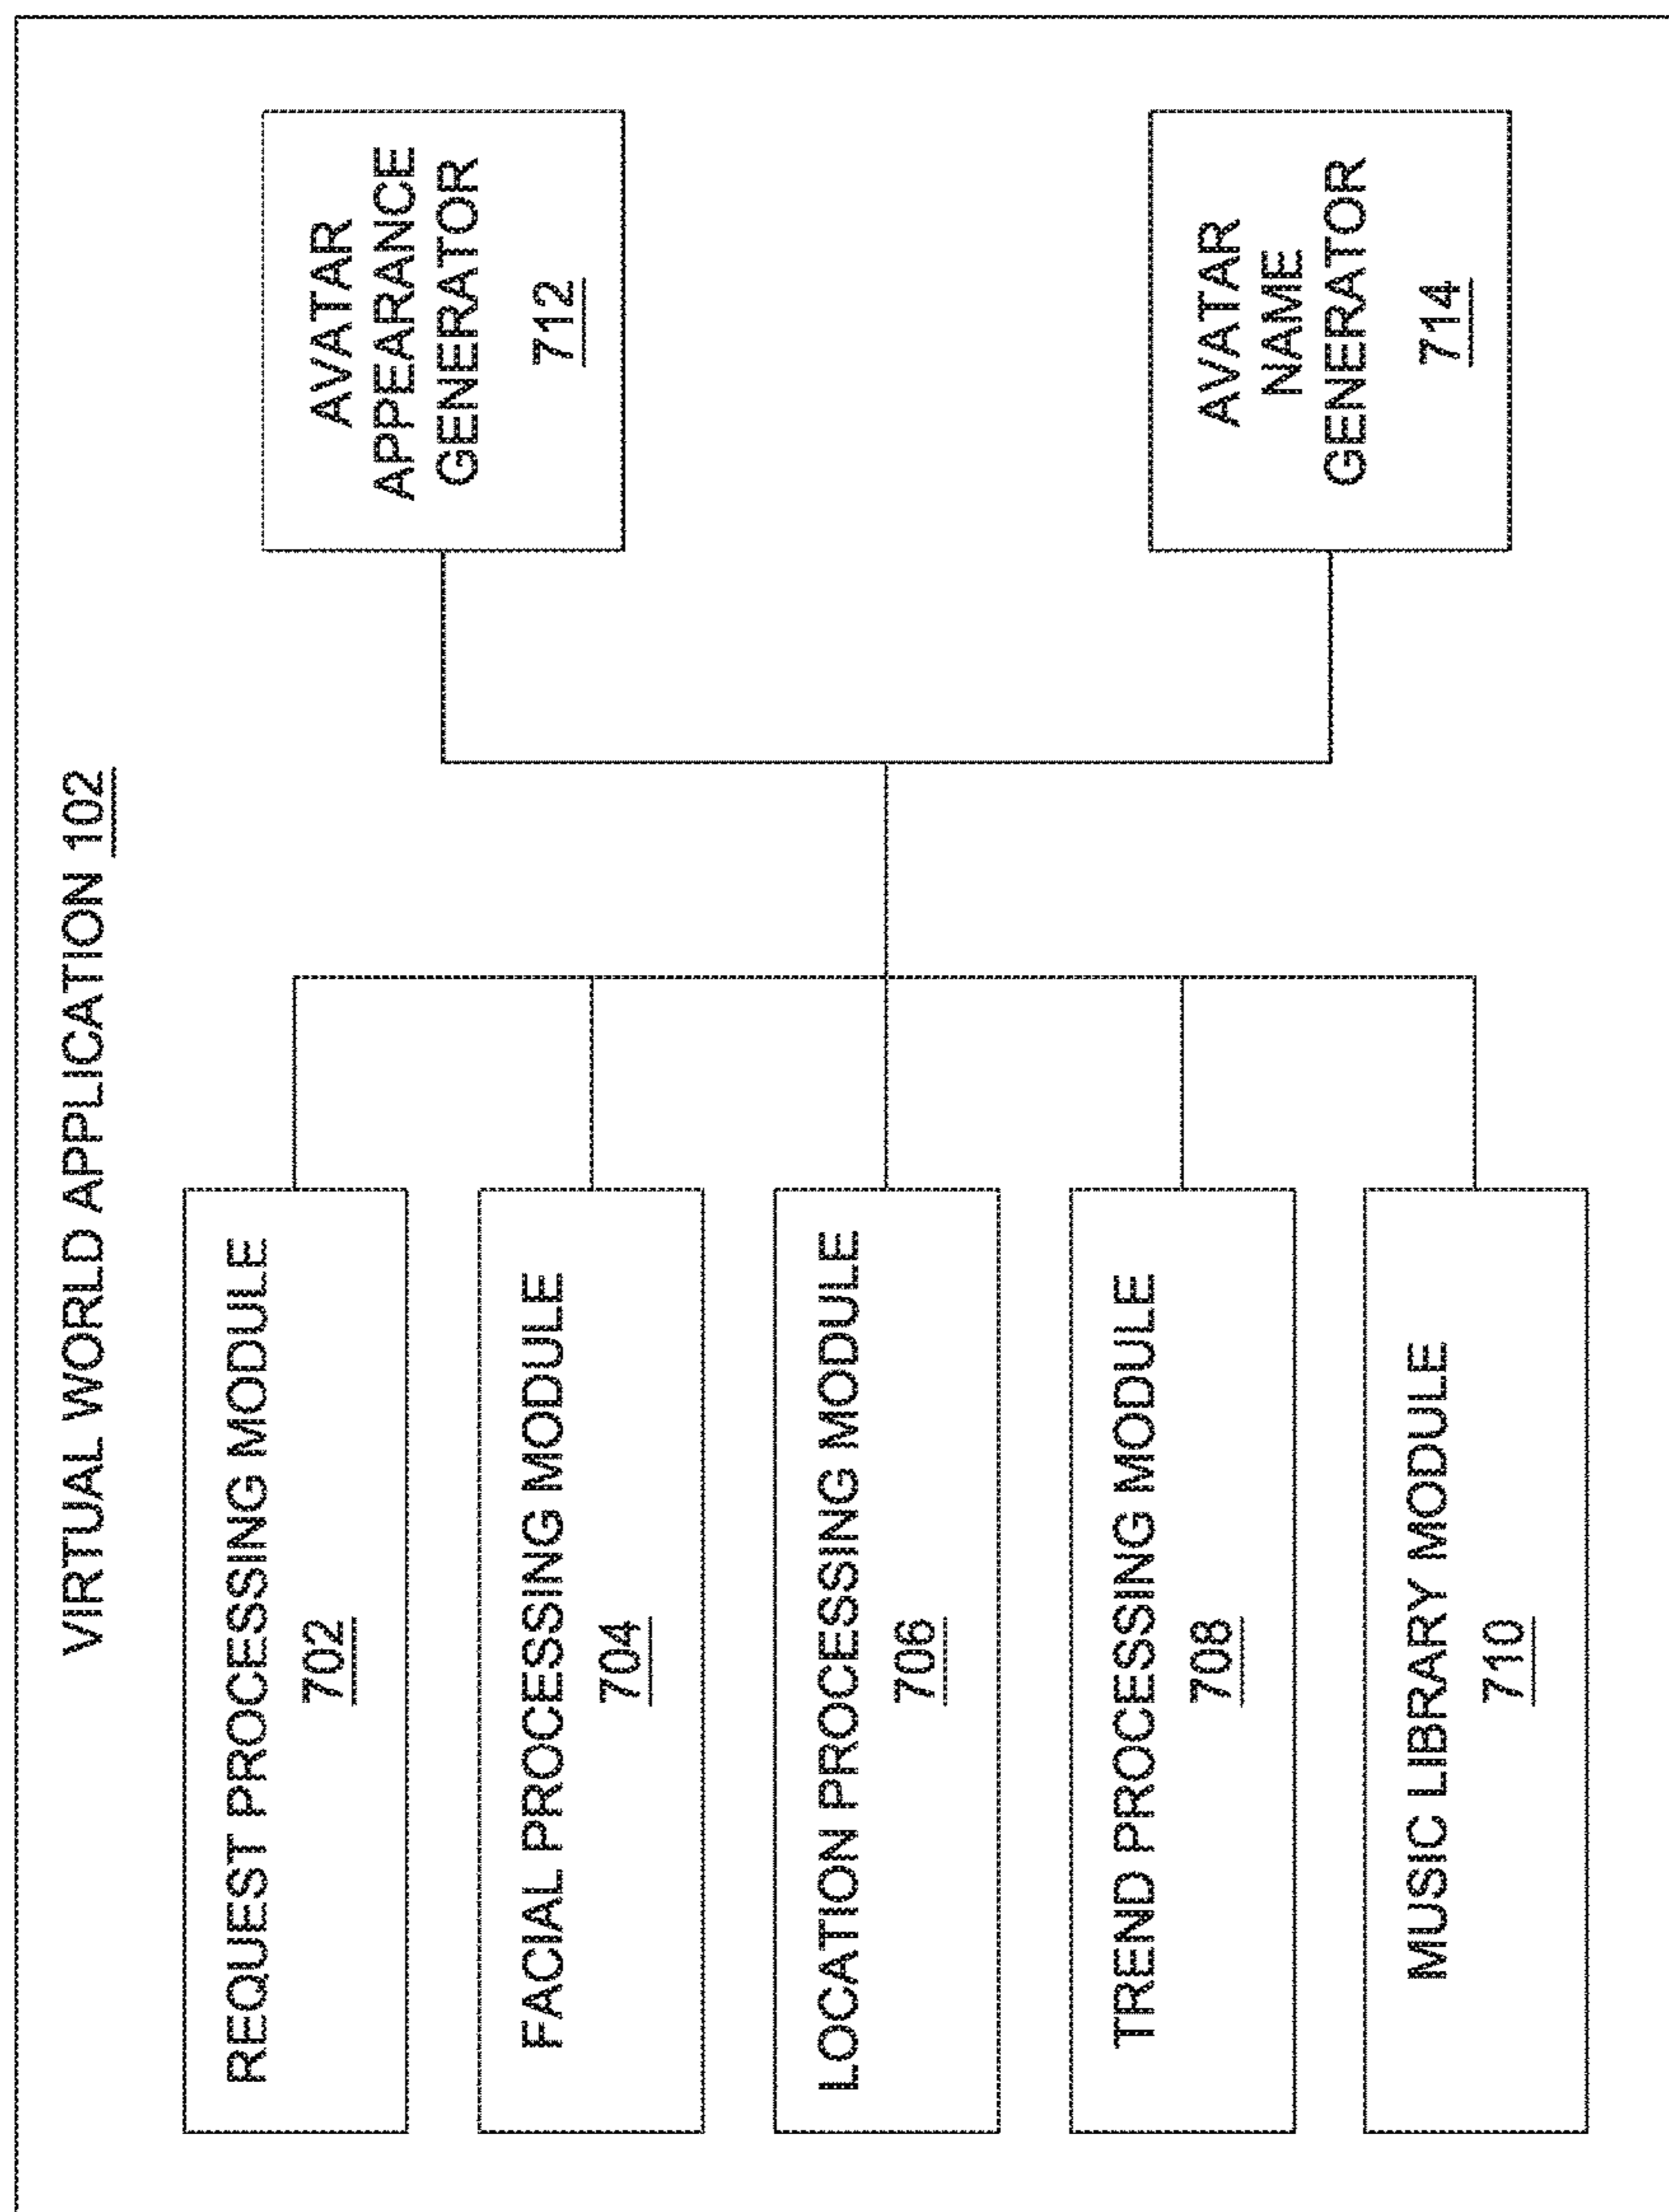 VIRTUAL WORLD APPLICATION 102
REQUEST PROCESSING MODULE
702
FACIAL PROCESSING MODULE
704
LOCATION PROCESSING MODULE
706
TREND PROCESSING MODULE
708
MUSIC LIBRARY MODULE
710
AVATAR
APPEARANCE
GENERATOR
712
AVATAR
NAME
GENERATOR
714